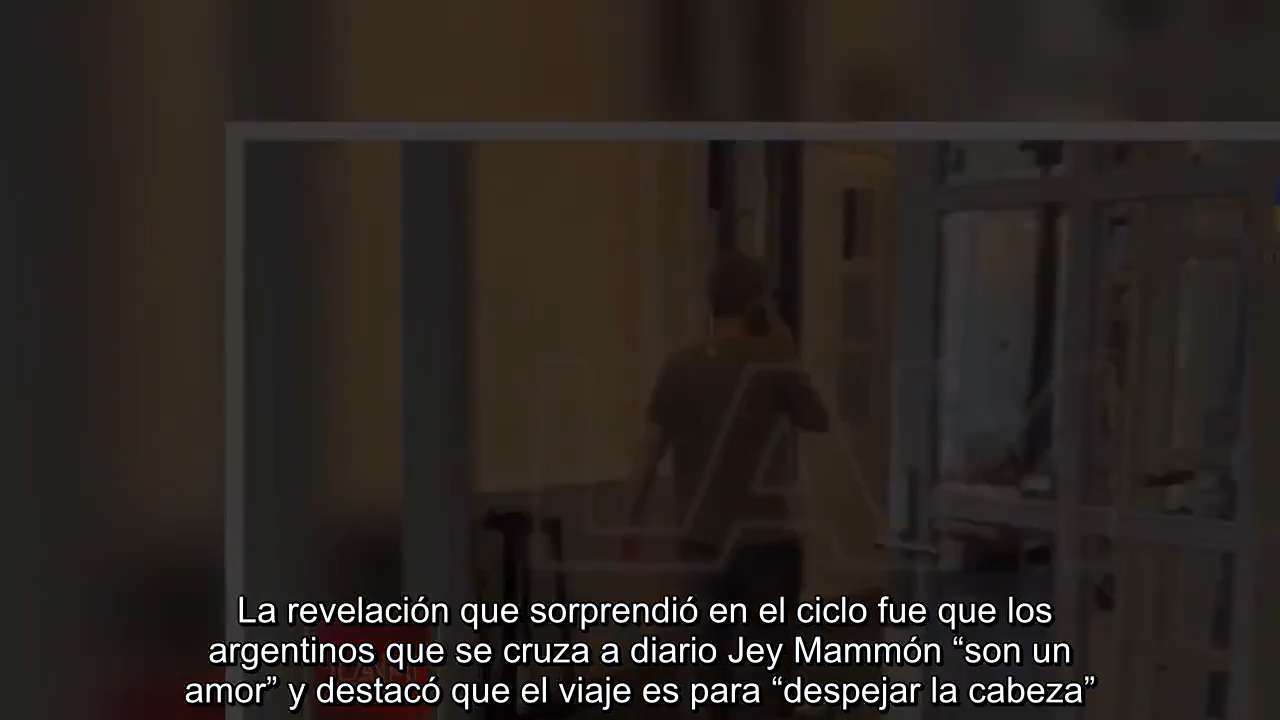 La revelación que sorprendió en el ciclo fue que los
argentinos que se cruza a diario Jey Mammón “son un
amor” y destacó que el viaje es para “despejar la cabeza”